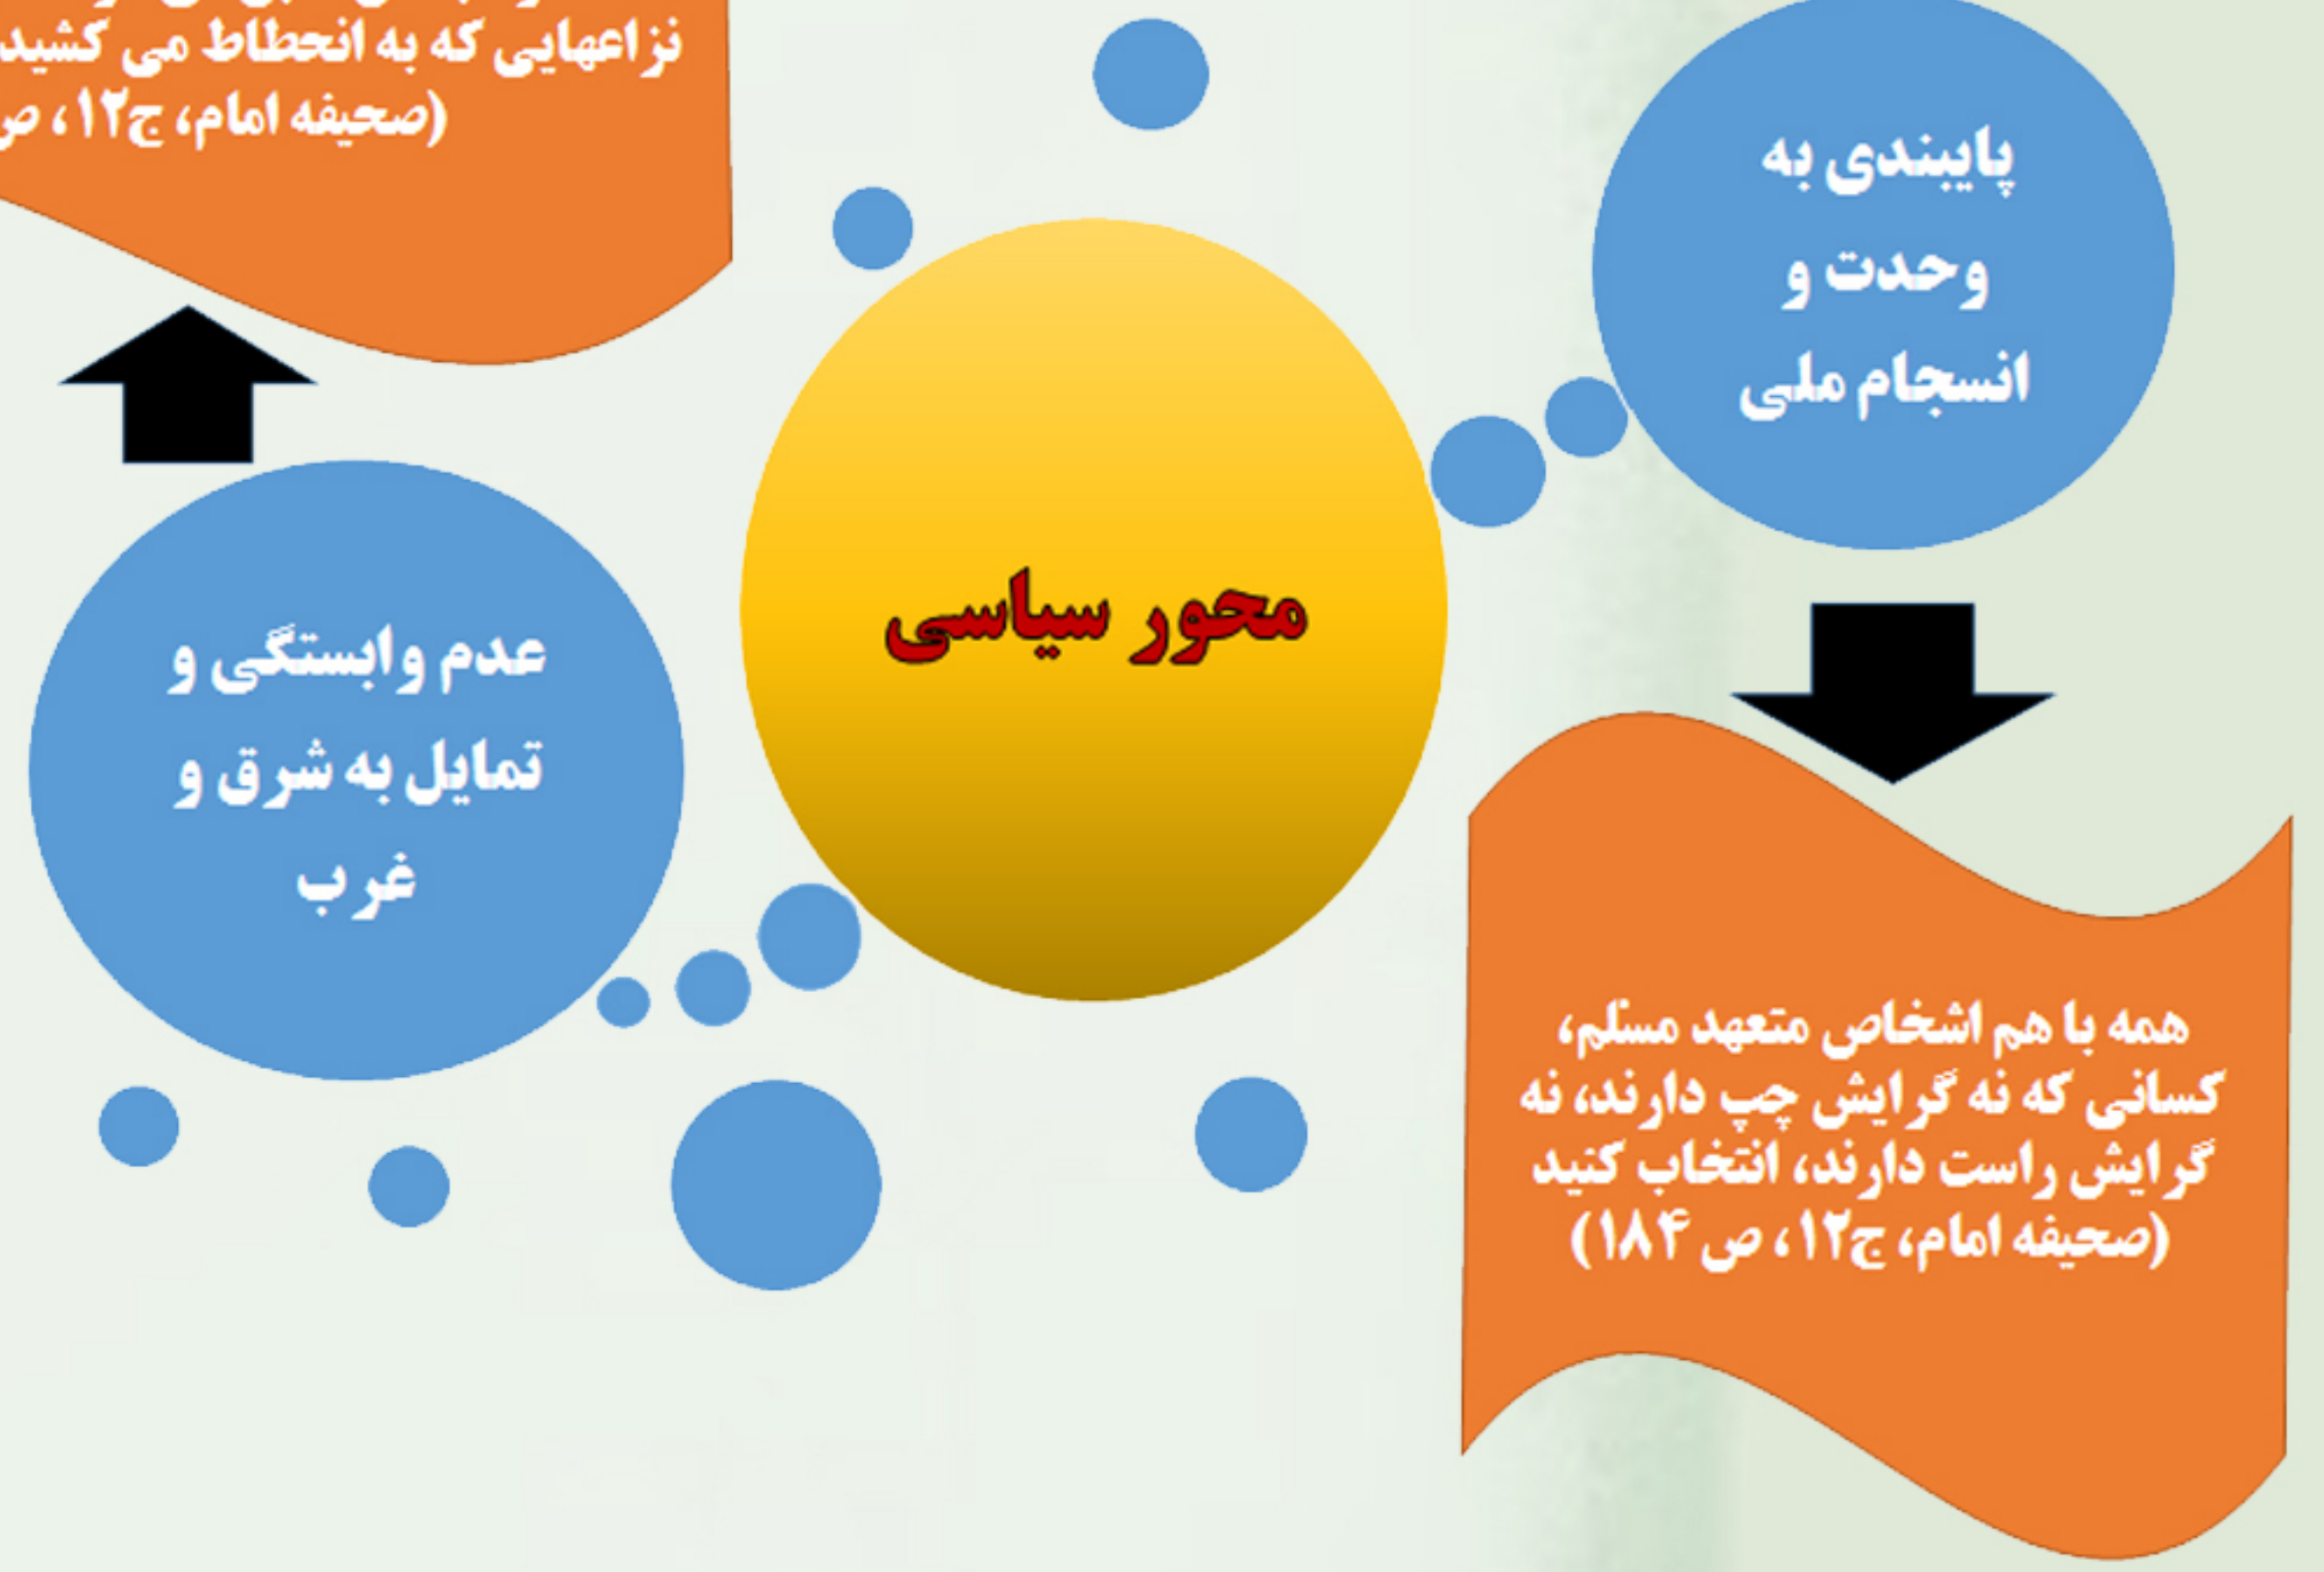 پایبندی به
وحدت و
انسجام ملی
همه با هم اشخاص متعهد مسلم،
کسانی که نه گرایش چپ دارند، نه
گرایش راست دارند، انتخاب کنید
(صحیفه امام، ج۱۲، ص ۱۸۴)
محور سیاسی
نزاعهایی که به انحطاط می کشید
(صحیفه امام، ج۱۲، ص
عدم وابستگی و
تمایل به شرق و
غرب